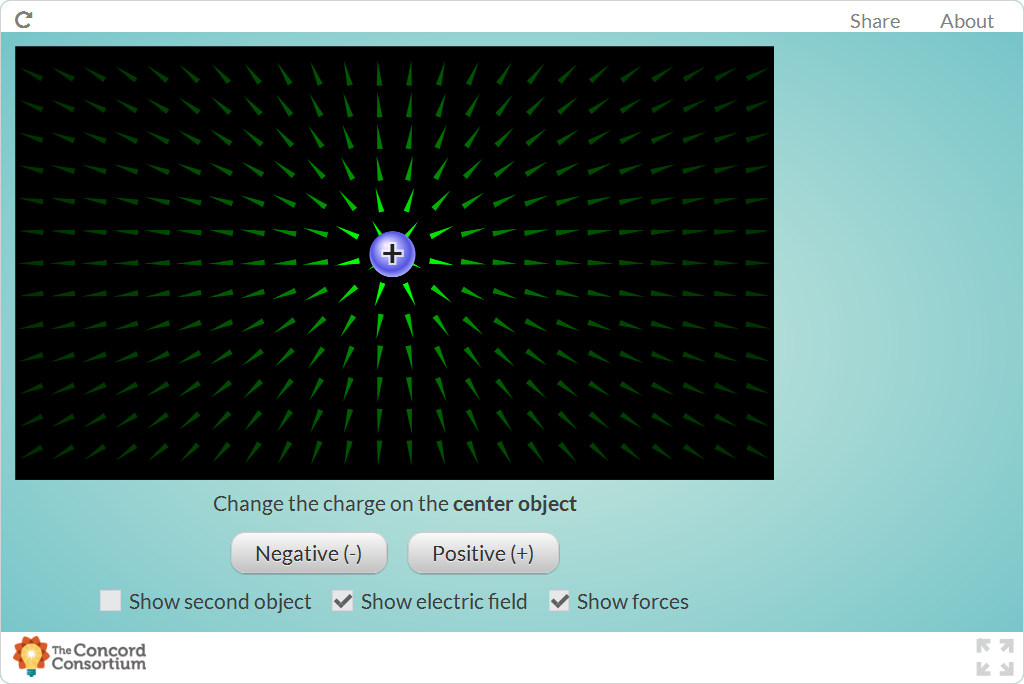 Share About
+
Change the charge on the center object
Negative (-) Positive (+)
Show second object Show electric field Show forces
The Concord
Consortium